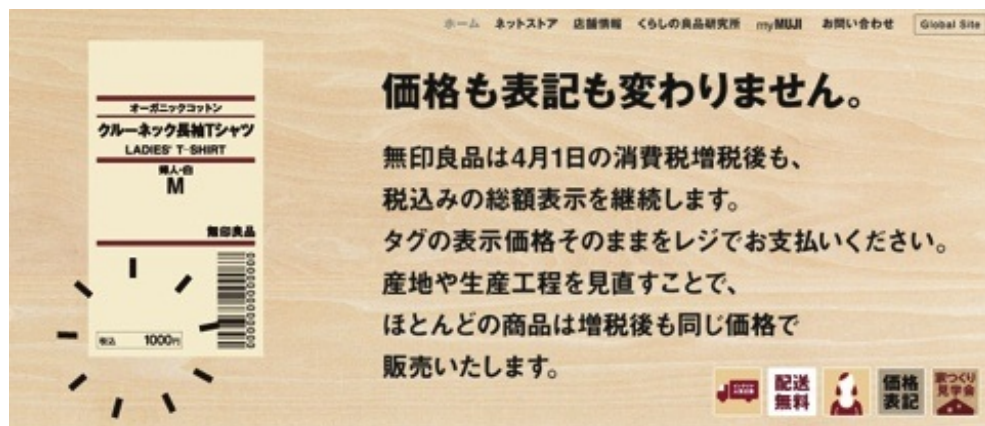 ホーム ネットストア 店舗情報 くらしの良品研究所 myMUJI お問い合わせ Global Site
オーガニックコットン
クルーネック長袖Tシャツ
LADIES' T-SHIRT
婦人・白
M
無印良品
税込 1000円
価格も表記も変わりません。
無印良品は4月1日の消費税増税後も、
税込みの総額表示を継続します。
タグの表示価格そのままをレジでお支払いください。
産地や生産工程を見直すことで、
ほとんどの商品は増税後も同じ価格で
販売いたします。
配送
無料
価格
表記
家つくり
見学会